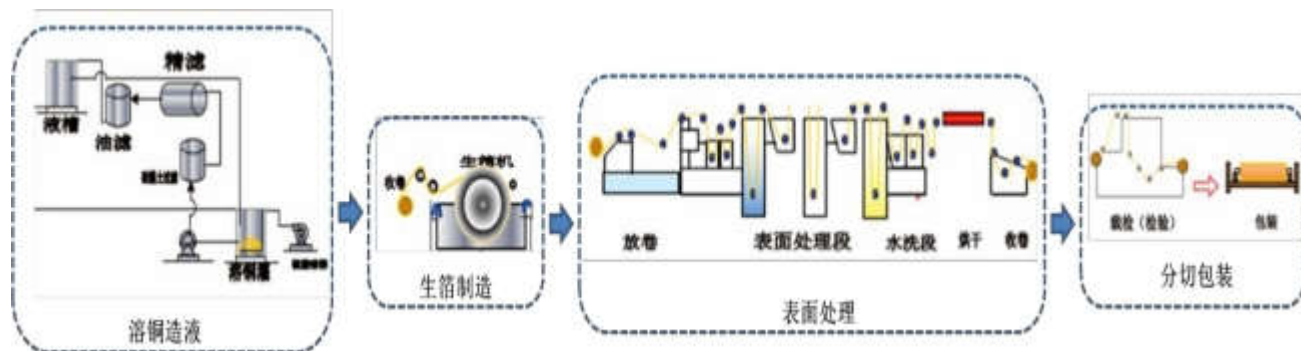 精滤
液槽
油滤
溶铜罐
溶铜造液
生箔机
收卷
生箔制造
放卷
表面处理段
水洗段
烘干
收卷
表面处理
裁检（检验）
包装
分切包装